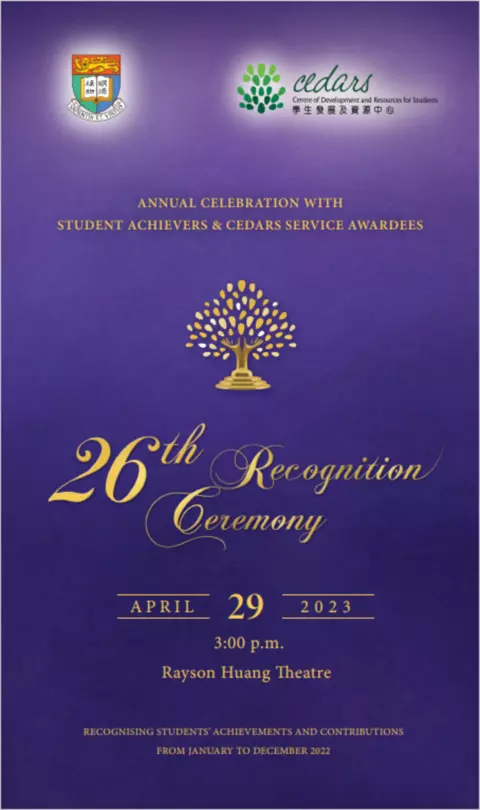 cedars
Centre of Development and Resources for Students
學生發展及資源中心
ANNUAL CELEBRATION WITH
STUDENT ACHIEVERS & CEDARS SERVICE AWARDEES
26th Recognition
Ceremony
APRIL 29 2023
3:00 p.m.
Rayson Huang Theatre
RECOGNISING STUDENTS' ACHIEVEMENTS AND CONTRIBUTIONS
FROM JANUARY TO DECEMBER 2022